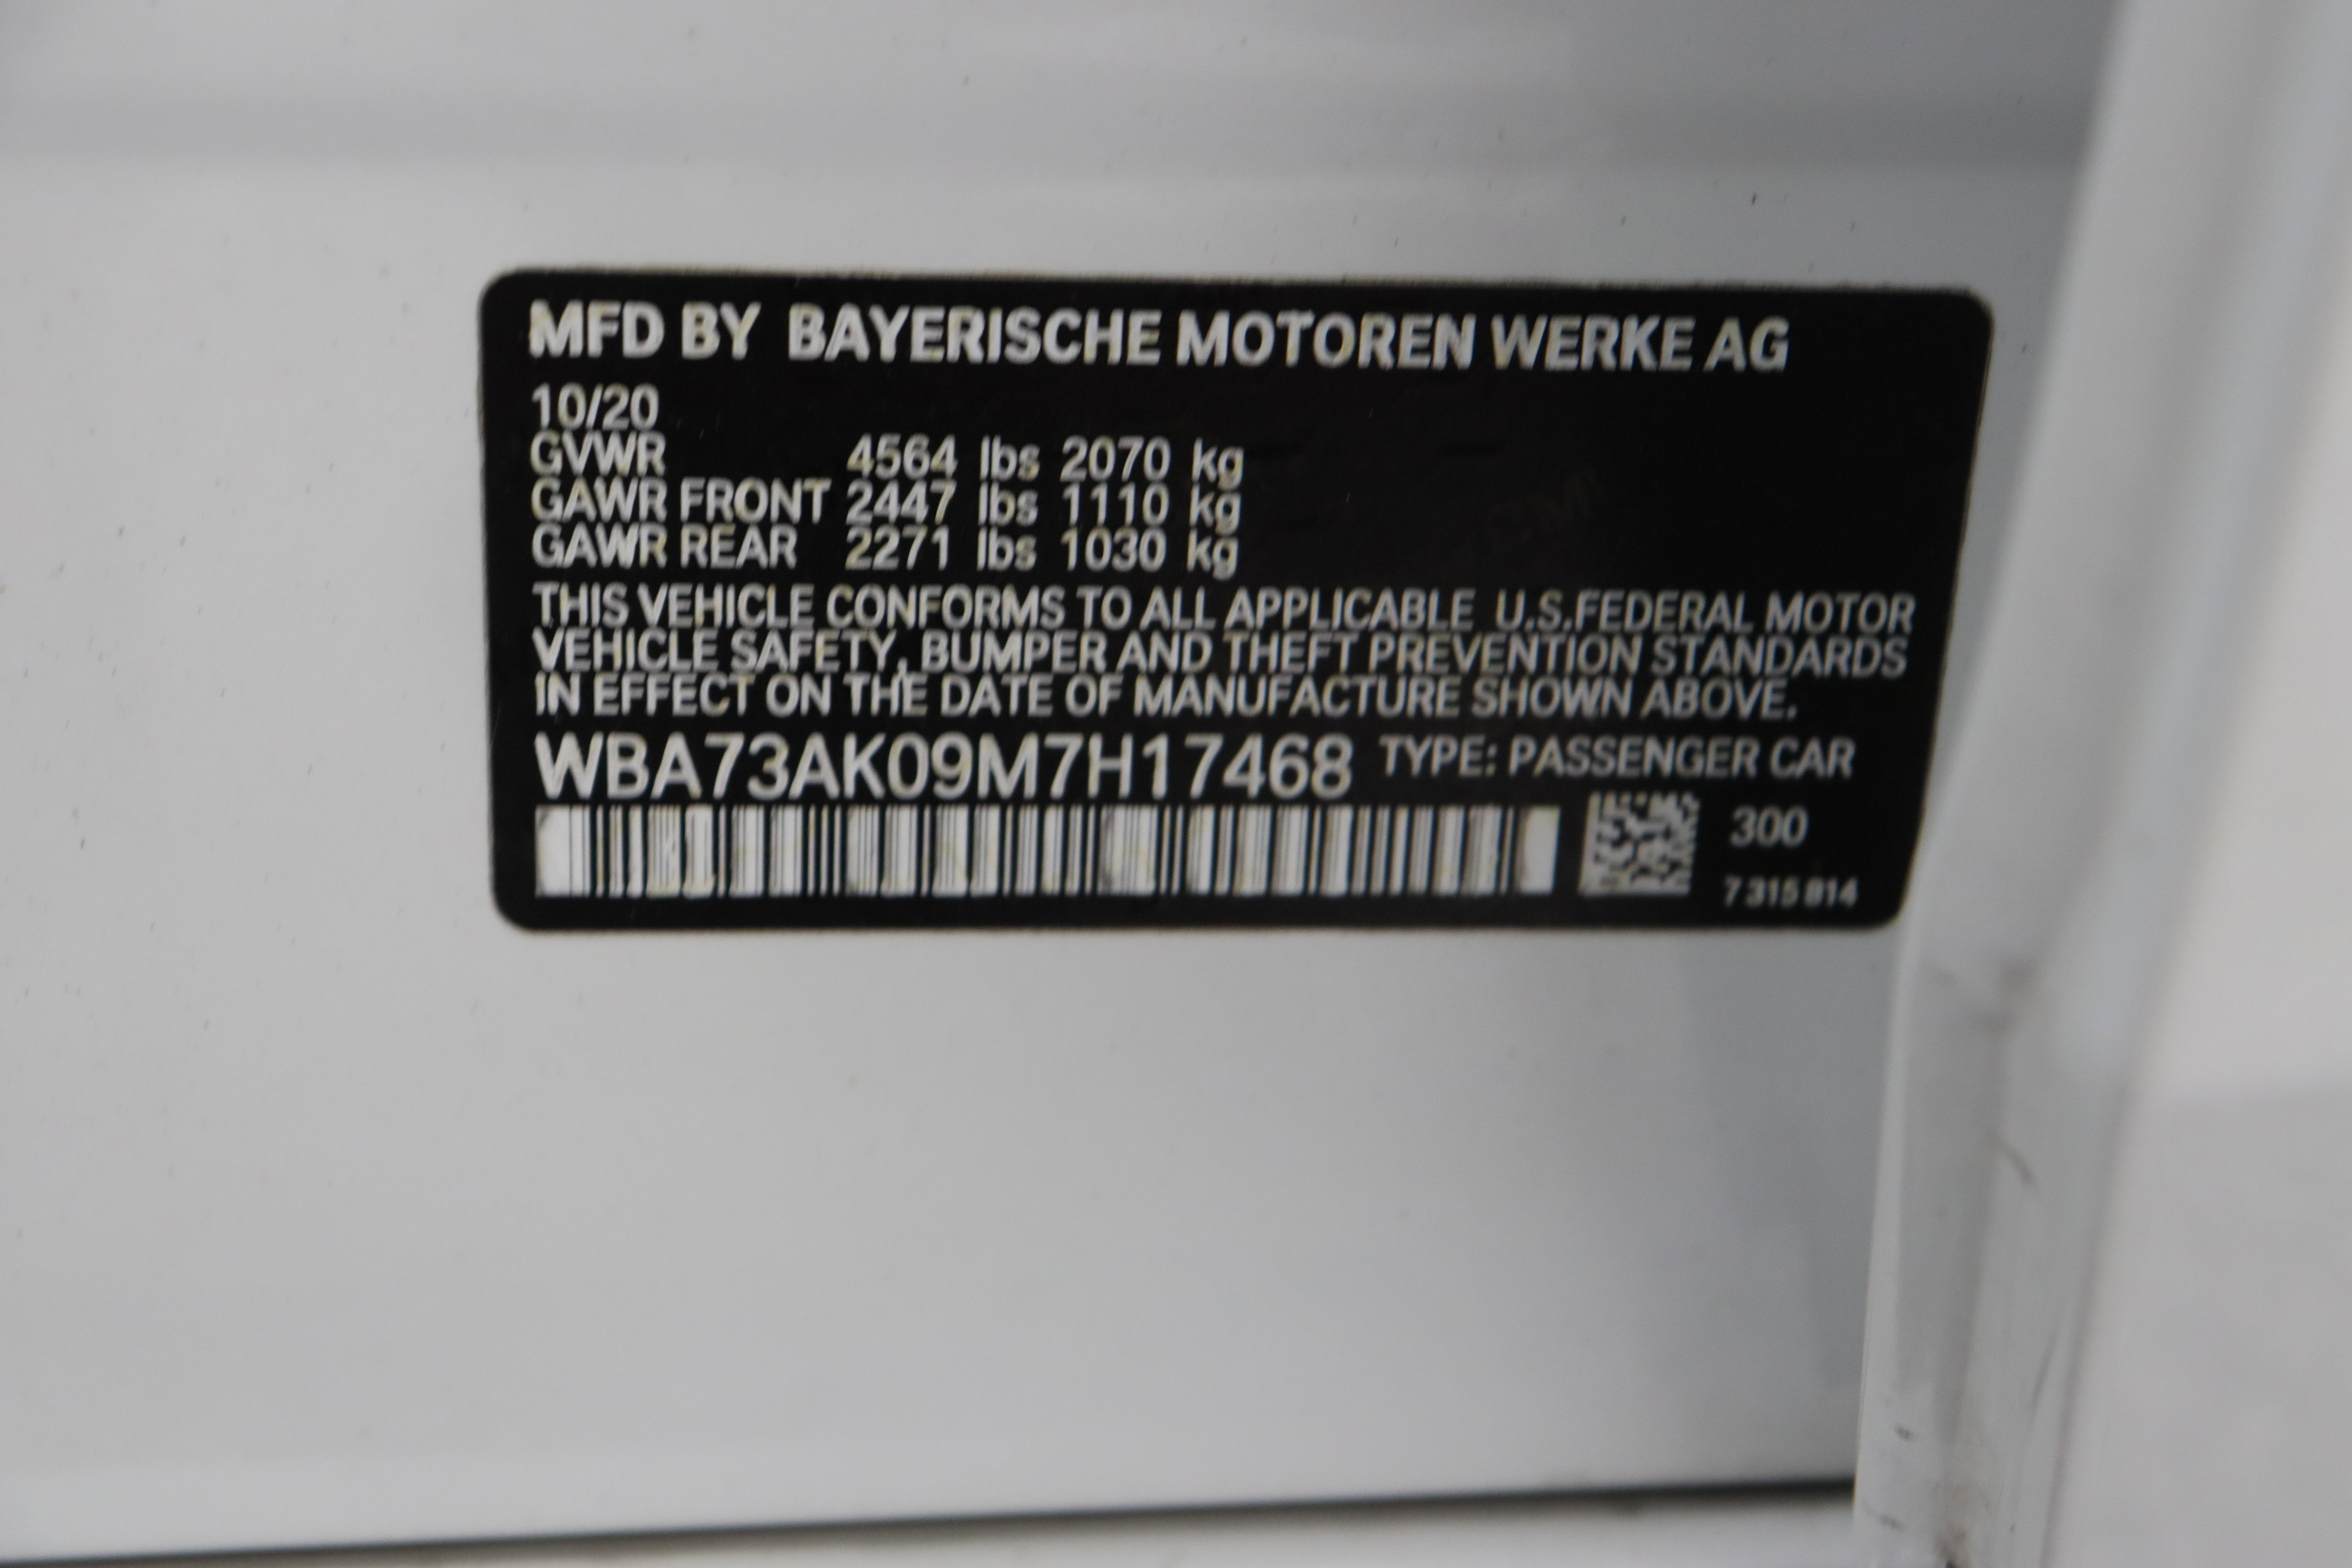 MFD BY BAYERISCHE MOTOREN WERKE AG
10/20
GVWR 4564 lbs 2070 kg
GAWR FRONT 2447 lbs 1110 kg
GAWR REAR 2271 lbs 1030 kg
THIS VEHICLE CONFORMS TO ALL APPLICABLE U.S.FEDERAL MOTOR
VEHICLE SAFETY, BUMPER AND THEFT PREVENTION STANDARDS
IN EFFECT ON THE DATE OF MANUFACTURE SHOWN ABOVE.
WBA73AK09M7H17468 TYPE: PASSENGER CAR
300
7 315 814